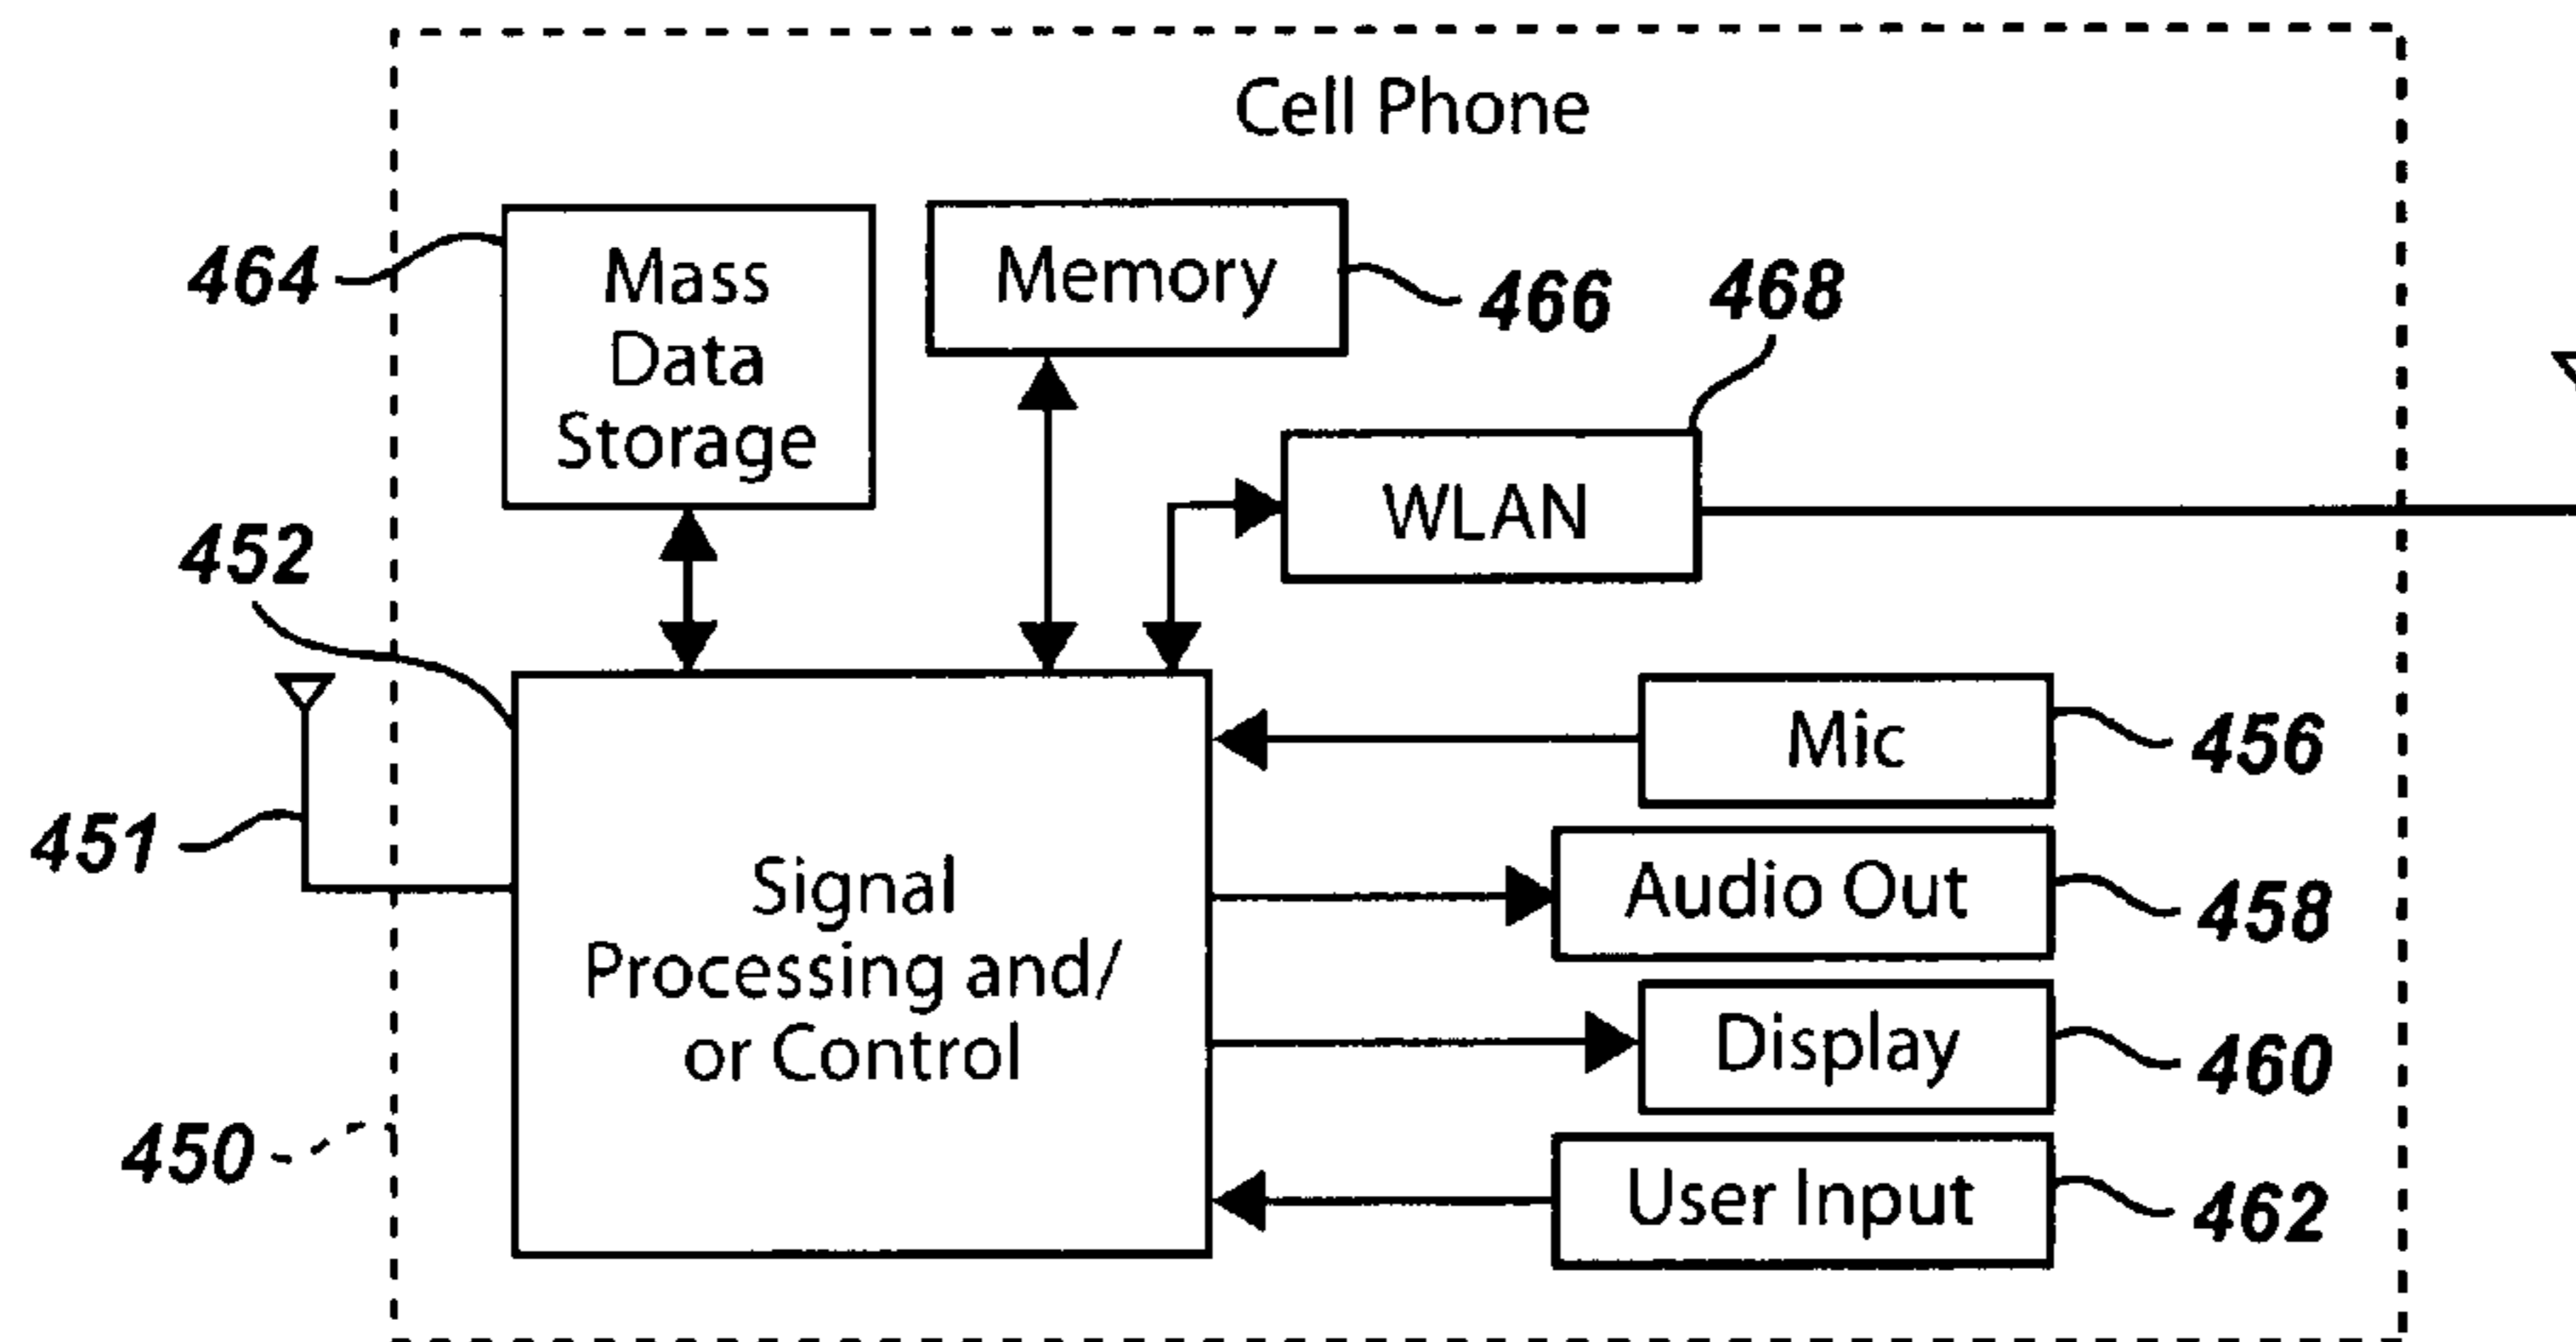 Cell Phone
464
Mass
Data
Storage
Memory
466
468
WLAN
452
451
450
Signal
Processing and/
or Control
Mic
456
Audio Out
458
Display
460
User Input
462